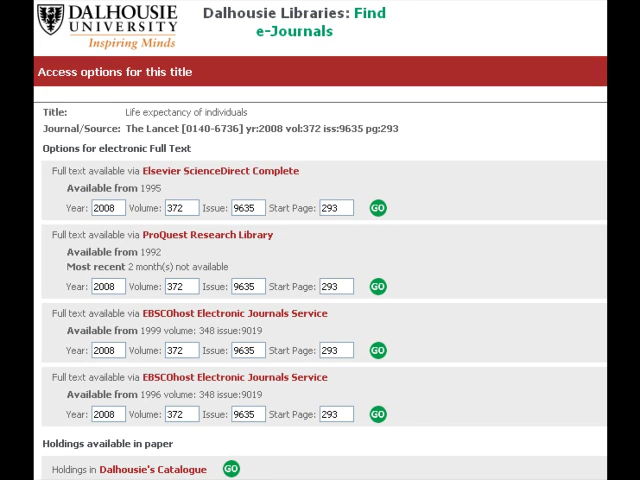 DALHOUSIE
UNIVERSITY
Inspiring Minds
Dalhousie Libraries: Find
e-Journals
Access options for this title
Title: Life expectancy of individuals
Journal/Source: The Lancet [0140-6736] yr:2008 vol:372 iss:9635 pg:293
Options for electronic Full Text
Full text available via Elsevier ScienceDirect Complete
Available from 1995
Year: 2008 Volume: 372 Issue: 9635 Start Page: 293 GO
Full text available via ProQuest Research Library
Available from 1992
Most recent 2 month(s) not available
Year: 2008 Volume: 372 Issue: 9635 Start Page: 293 GO
Full text available via EBSCOhost Electronic Journals Service
Available from 1999 volume: 348 issue:9019
Year: 2008 Volume: 372 Issue: 9635 Start Page: 293 GO
Full text available via EBSCOhost Electronic Journals Service
Available from 1996 volume: 348 issue:9019
Year: 2008 Volume: 372 Issue: 9635 Start Page: 293 GO
Holdings available in paper
Holdings in Dalhousie's Catalogue GO